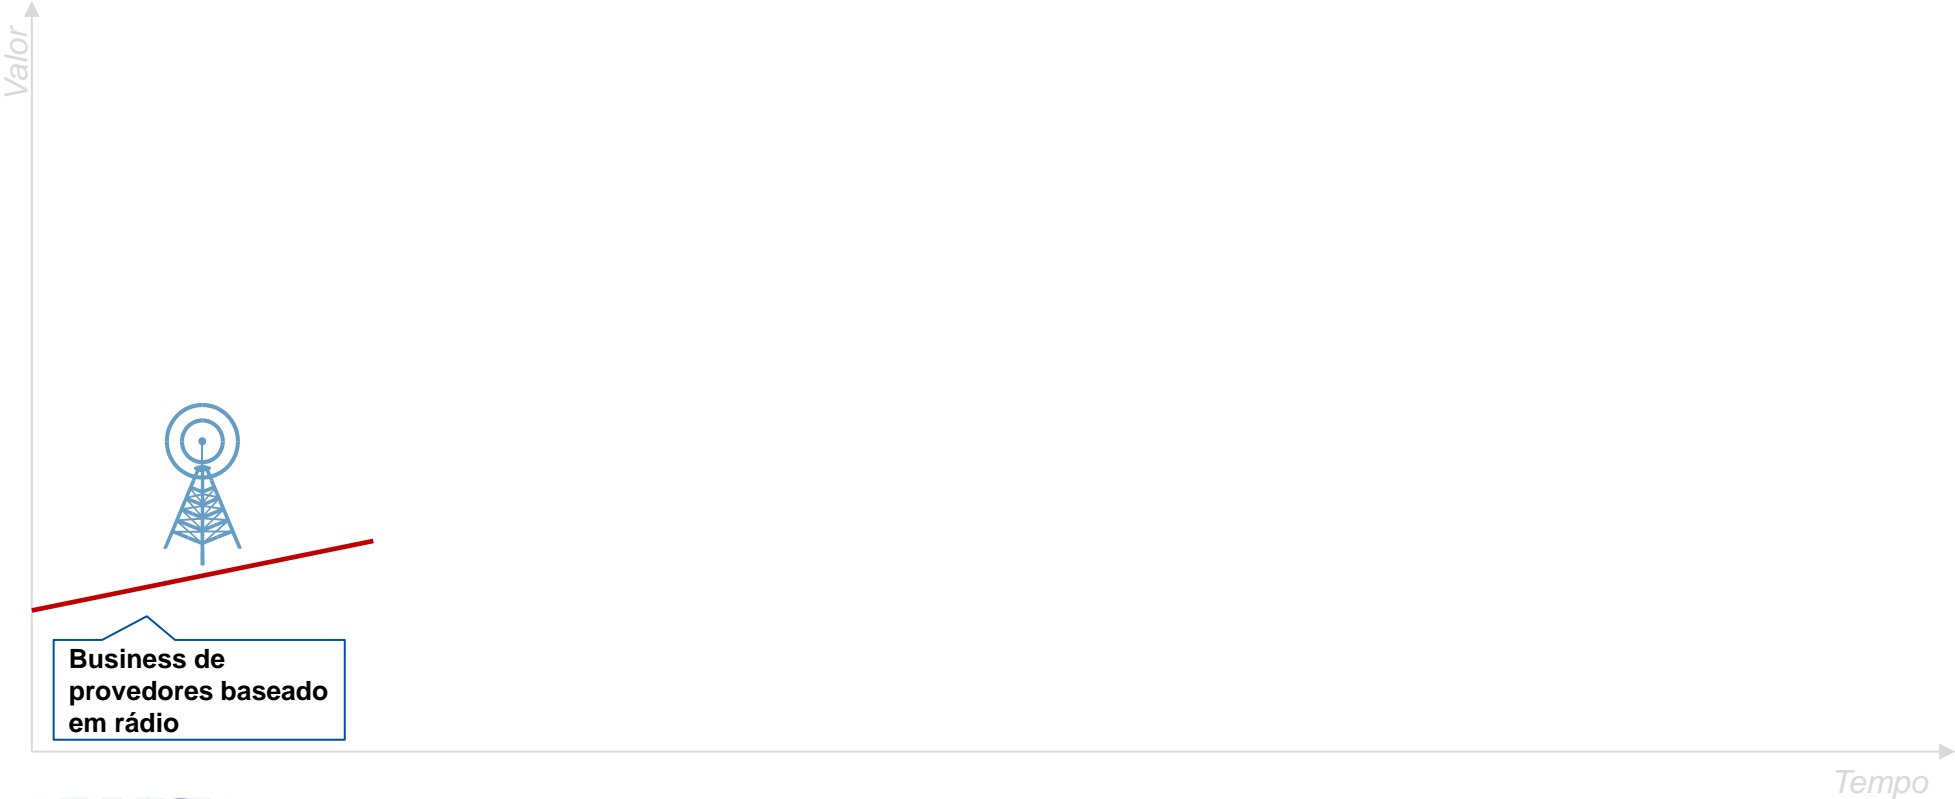 Valor
Business de
provedores baseado
em rádio
Tempo